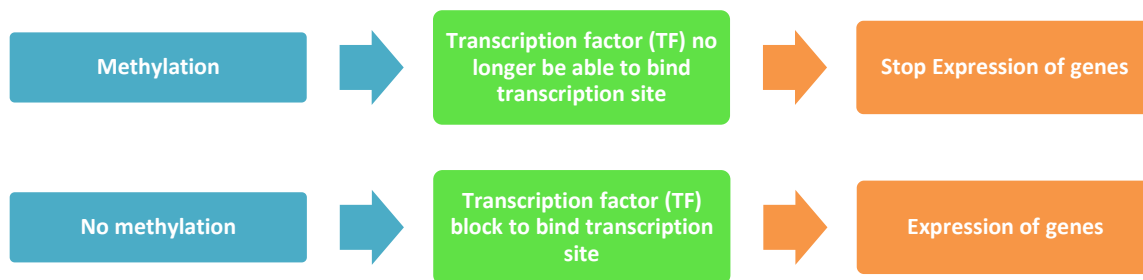 Methylation
Transcription factor (TF) no
longer be able to bind
transcription site
Stop Expression of genes
No methylation
Transcription factor (TF)
block to bind transcription
site
Expression of genes